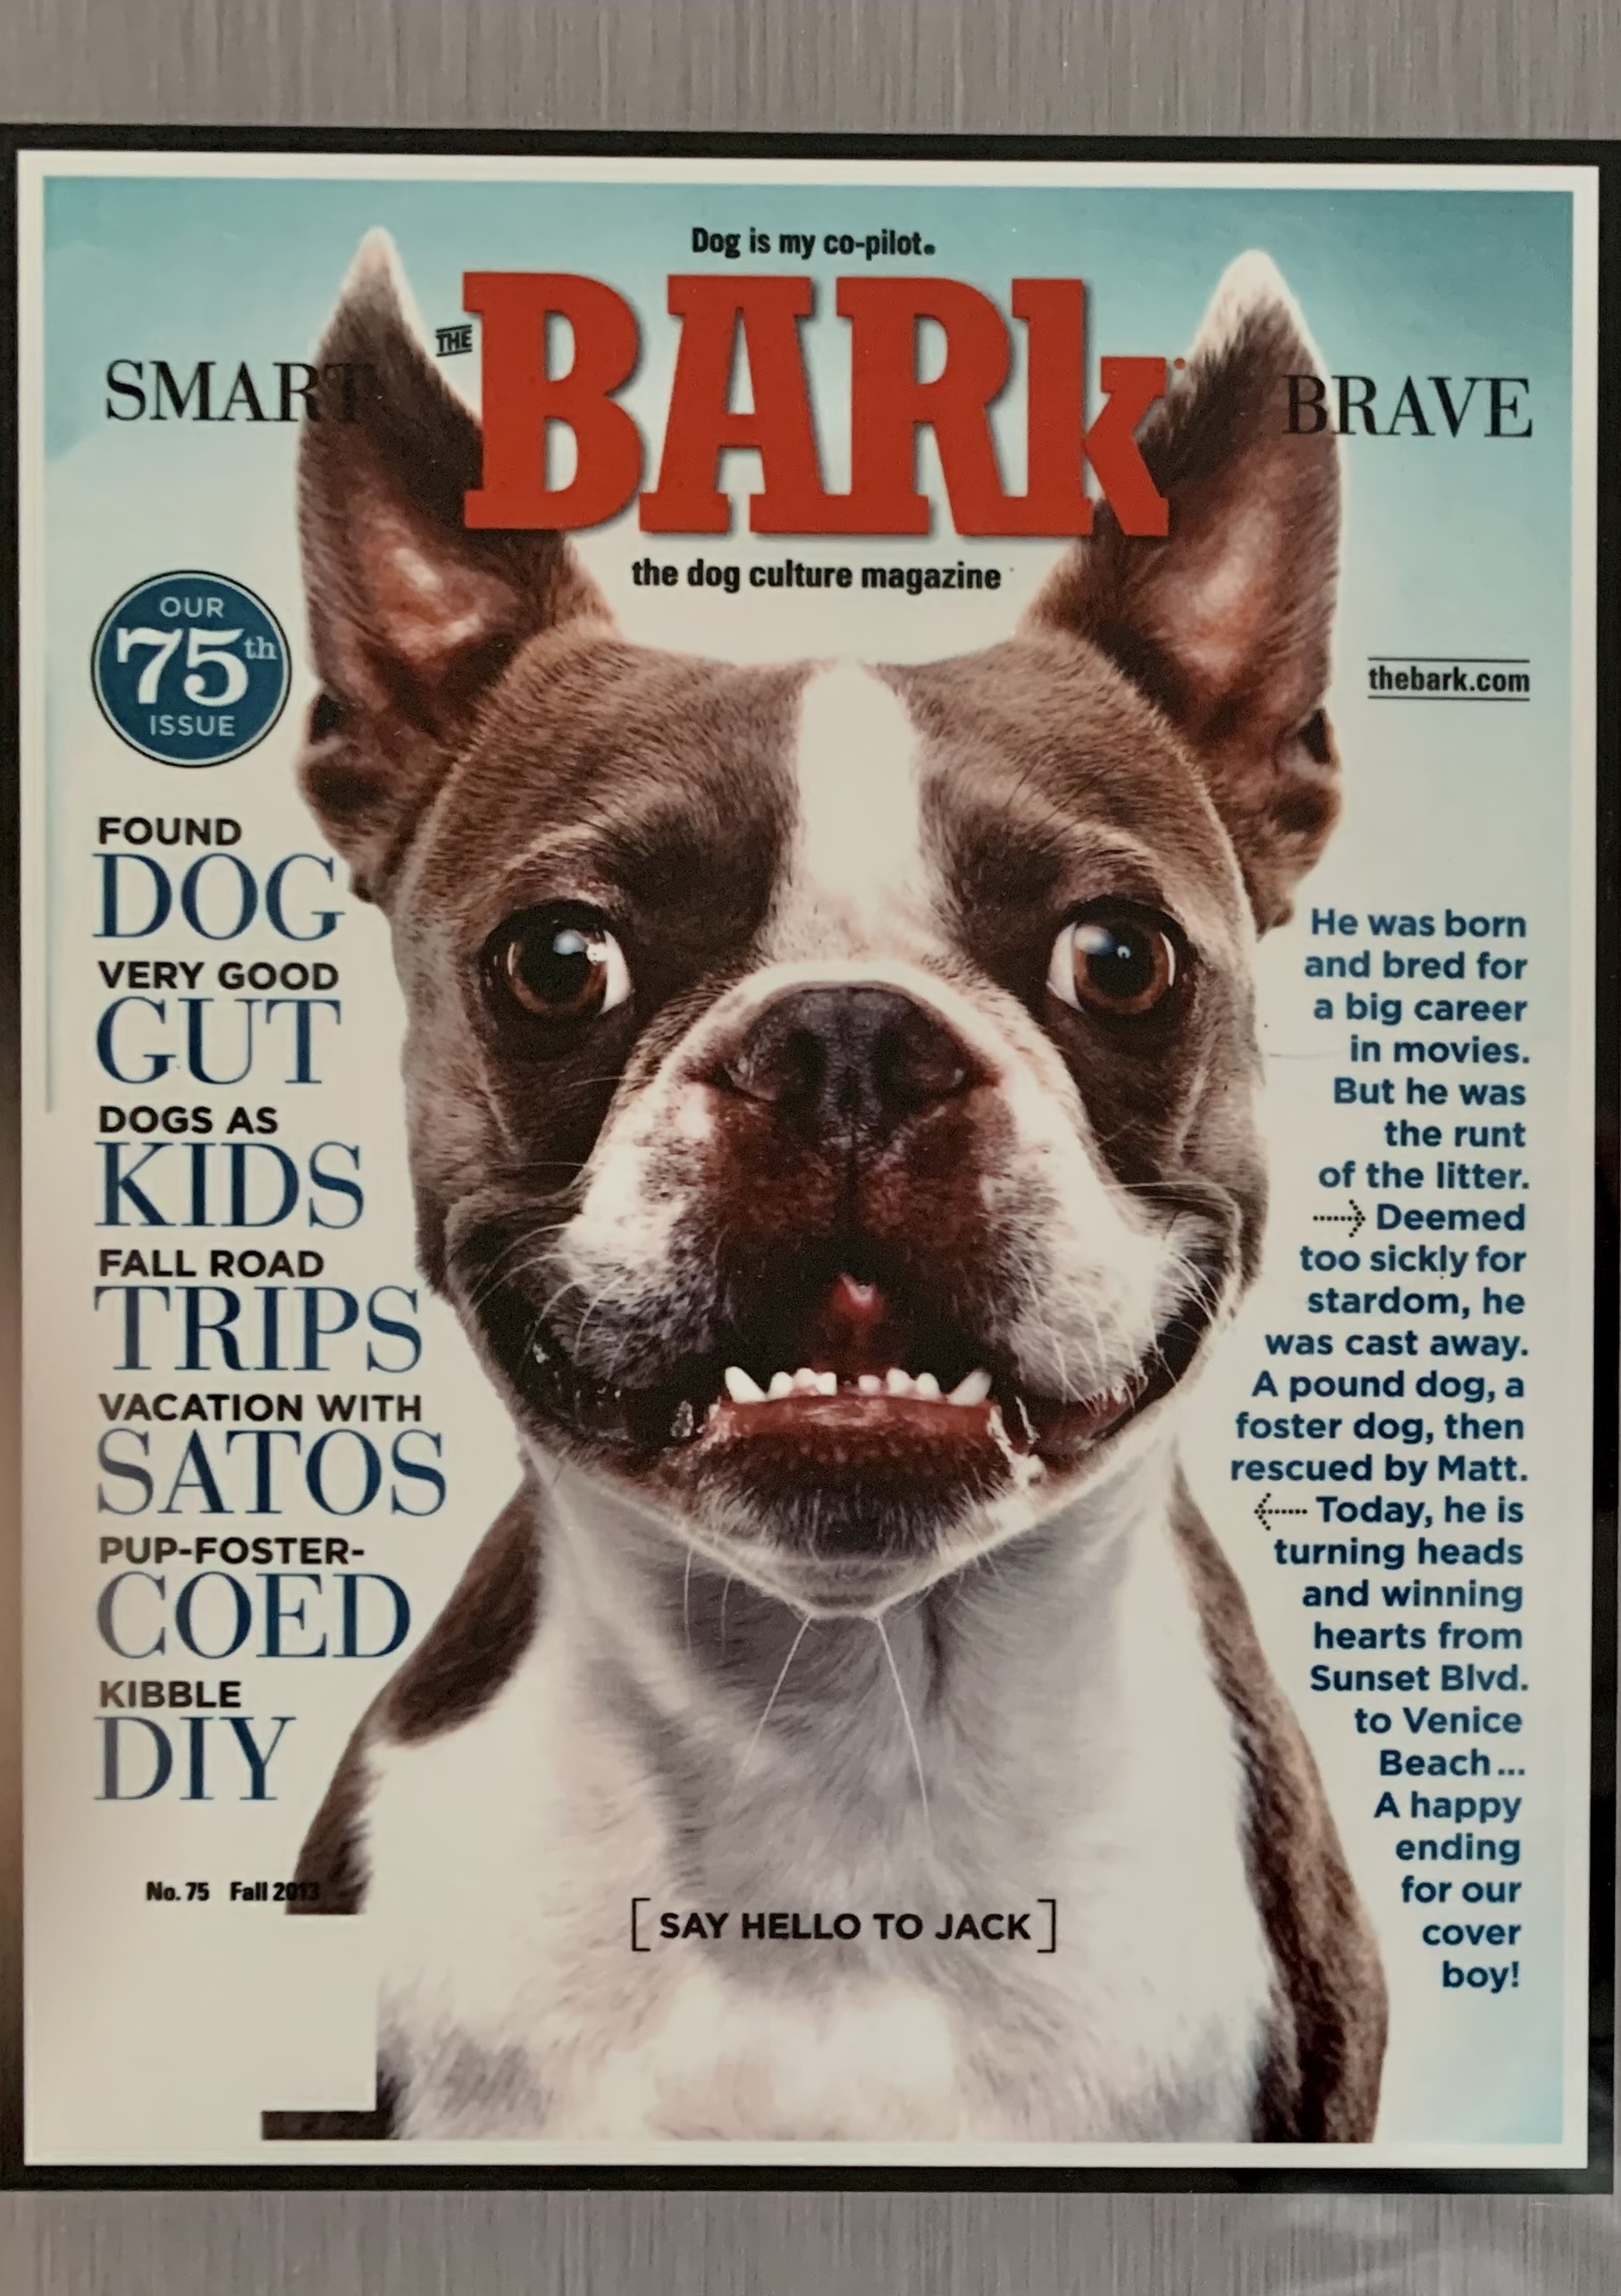 Dog is my co-pilot.
THE
BARk
SMART
BRAVE
the dog culture magazine
OUR
75th
ISSUE
thebark.com
FOUND
DOG
VERY GOOD
GUT
DOGS AS
KIDS
FALL ROAD
TRIPS
VACATION WITH
SATOS
PUP-FOSTER-
COED
KIBBLE
DIY
No. 75 Fall 2013
He was born
and bred for
a big career
in movies.
But he was
the runt
of the litter.
Deemed
too sickly for
stardom, he
was cast away.
A pound dog, a
foster dog, then
rescued by Matt.
Today, he is
turning heads
and winning
hearts from
Sunset Blvd.
to Venice
Beach...
A happy
ending
for our
cover
boy!
[SAY HELLO TO JACK]